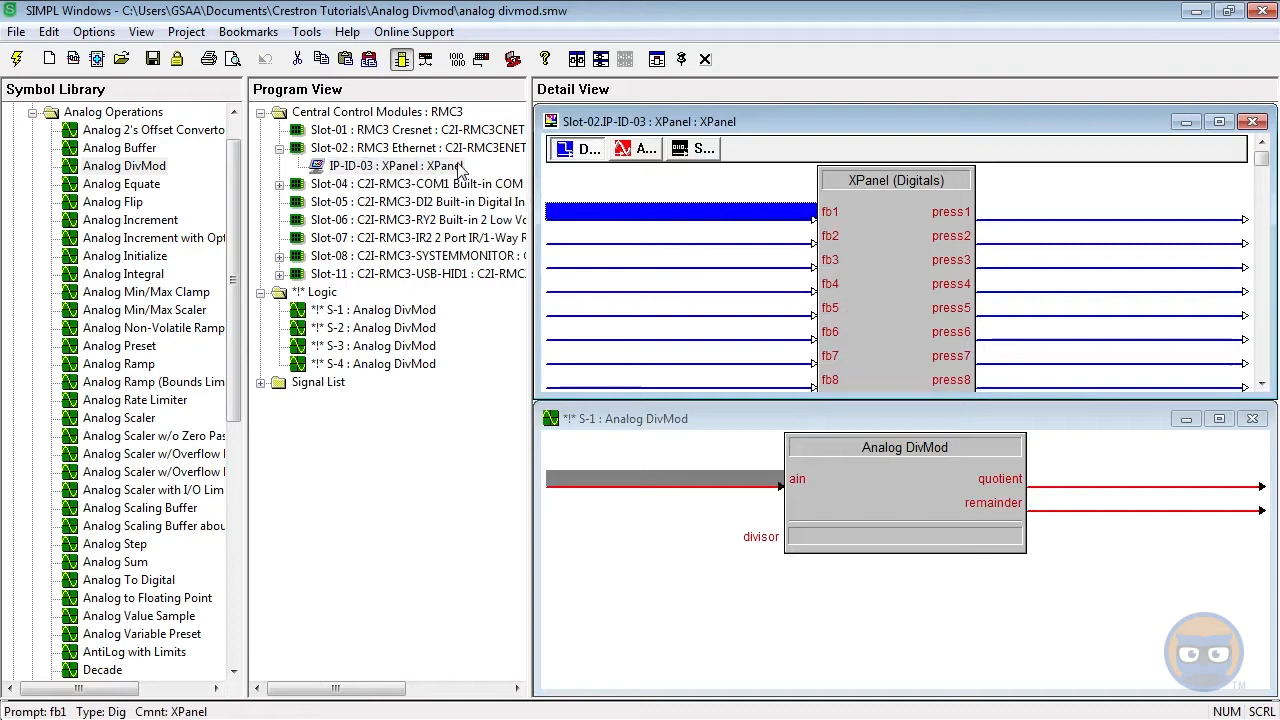 SIMPL Windows - C:\Users\GSAA\Documents\Crestron Tutorials\Analog Divmod\analog divmod.smw
File Edit Options View Project Bookmarks Tools Help Online Support
Symbol Library
Analog Operations
Analog 2's Offset Converto
Analog Buffer
Analog DivMod
Analog Equate
Analog Flip
Analog Increment
Analog Increment with Opt
Analog Initialize
Analog Integral
Analog Min/Max Clamp
Analog Min/Max Scaler
Analog Non-Volatile Ramp
Analog Preset
Analog Ramp
Analog Ramp (Bounds Lim
Analog Rate Limiter
Analog Scaler
Analog Scaler w/o Zero Pas
Analog Scaler w/Overflow
Analog Scaler w/Overflow
Analog Scaler with I/O Lim
Analog Scaling Buffer
Analog Scaling Buffer abou
Analog Step
Analog Sum
Analog To Digital
Analog to Floating Point
Analog Value Sample
Analog Variable Preset
AntiLog with Limits
Decade
Program View
Central Control Modules : RMC3
Slot-01 : RMC3 Cresnet : C2I-RMC3CNET
Slot-02 : RMC3 Ethernet : C2I-RMC3ENET
IP-ID-03 : XPanel : XPanel
Slot-04 : C2I-RMC3-COM1 Built-in COM
Slot-05 : C2I-RMC3-DI2 Built-in Digital In
Slot-06 : C2I-RMC3-RY2 Built-in 2 Low Vo
Slot-07 : C2I-RMC3-IR2 2 Port IR/1-Way R
Slot-08 : C2I-RMC3-SYSTEMMONITOR : 
Slot-11 : C2I-RMC3-USB-HID1 : C2I-RMC:
*!* Logic
*!* S-1 : Analog DivMod
*!* S-2 : Analog DivMod
*!* S-3 : Analog DivMod
*!* S-4 : Analog DivMod
Signal List
Detail View
Slot-02.IP-ID-03 : XPanel : XPanel
D... A... S...
XPanel (Digitals)
fb1 press1
fb2 press2
fb3 press3
fb4 press4
fb5 press5
fb6 press6
fb7 press7
fb8 press8
*!* S-1 : Analog DivMod
Analog DivMod
ain quotient
remainder
divisor
TM
Prompt: fb1 Type: Dig Cmnt: XPanel
NUM SCRL